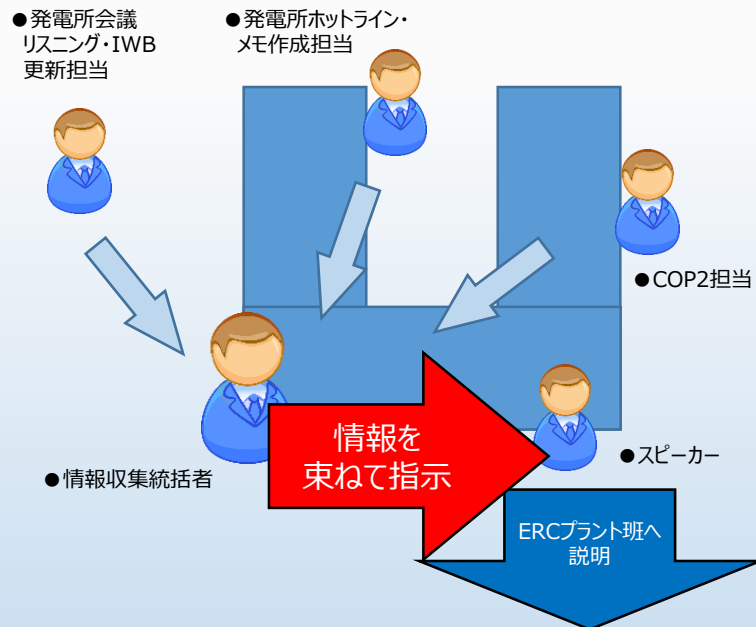 ●発電所会議
リスニング・IWB
更新担当
●発電所ホットライン・
メモ作成担当
●COP2担当
●情報収集統括者
情報を
束ねて指示
●スピーカー
ERCプラント班へ
説明